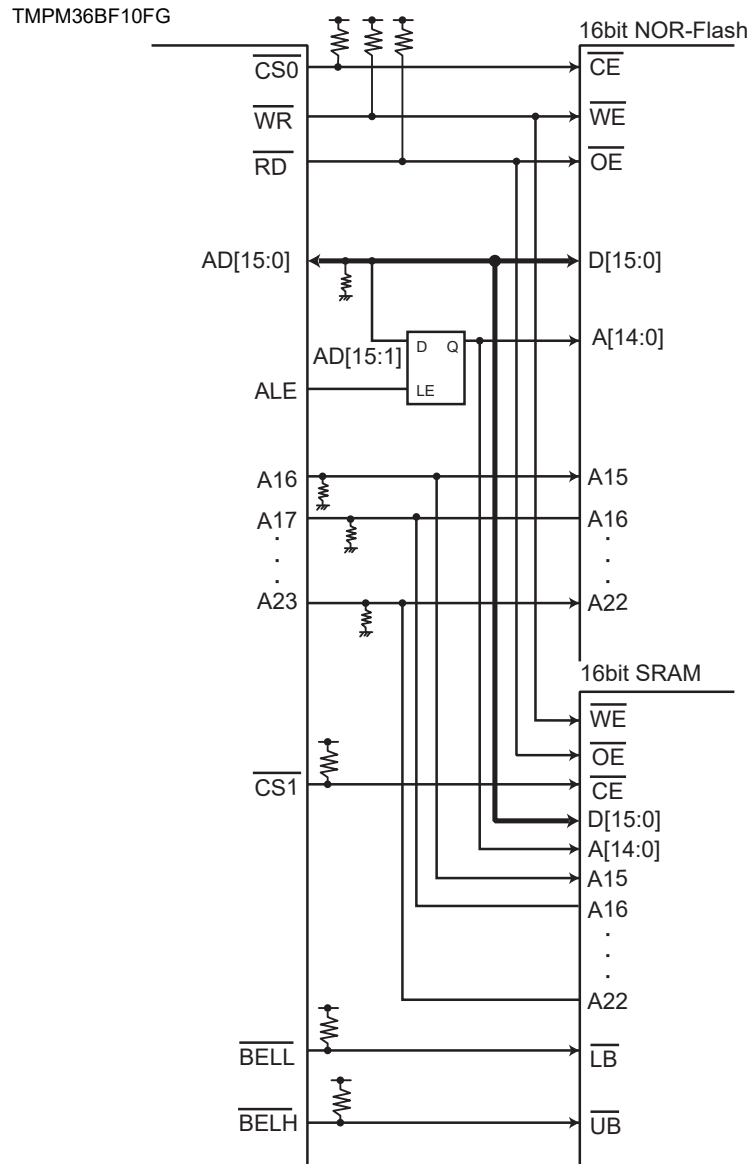 TMPM36BF10FG
16bit NOR-Flash
CS0 CE
WR WE
RD OE
AD[15:0] D[15:0]
D Q A[14:0]
AD[15:1]
ALE LE
A16 A15
A17 A16
. .
. .
. .
A23 A22
16bit SRAM
WE
OE
CS1 CE
D[15:0]
A[14:0]
A15
A16
.
.
.
A22
BELL LB
BELH UB